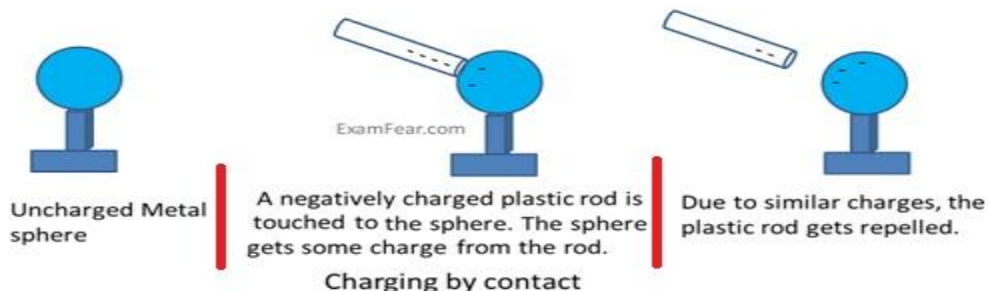 ExamFear.com
Uncharged Metal
sphere
A negatively charged plastic rod is
touched to the sphere. The sphere
gets some charge from the rod.
Due to similar charges, the
plastic rod gets repelled.
Charging by contact